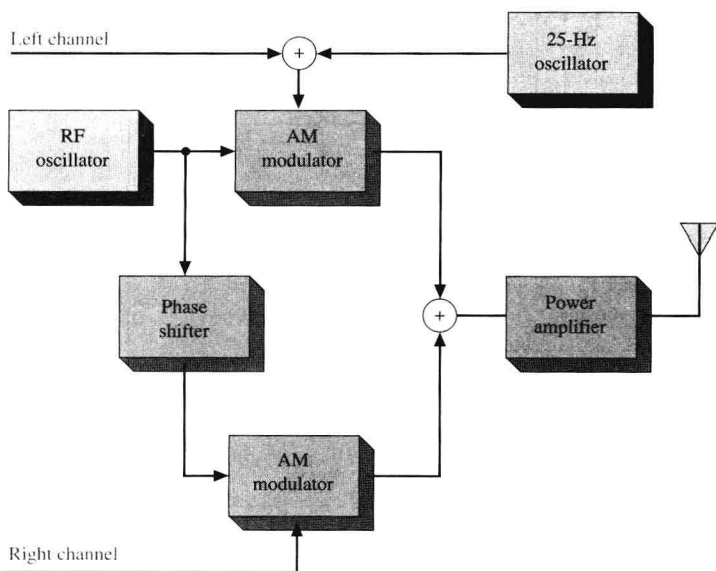 Left channel
+
25-Hz
oscillator
RF
oscillator
AM
modulator
Phase
shifter
+
Power
amplifier
AM
modulator
Right channel